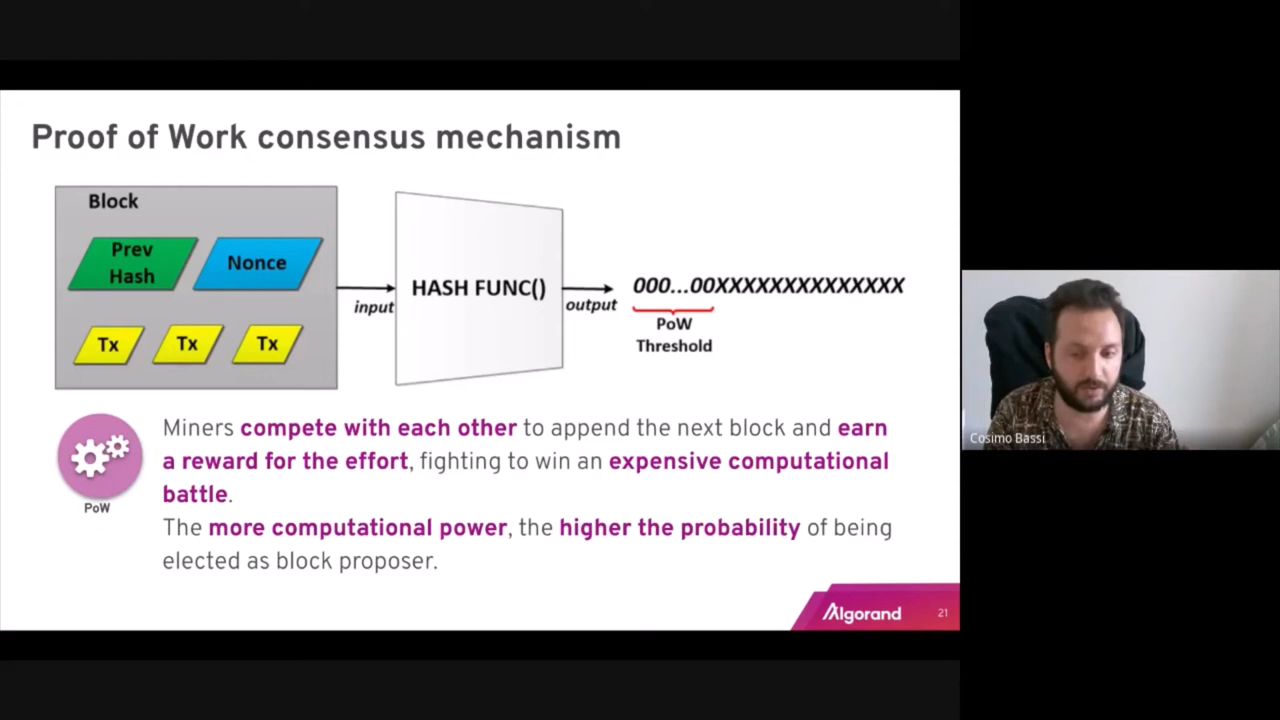 Proof of Work consensus mechanism
Block
Prev
Hash
Nonce
Tx
Tx
Tx
input
HASH FUNC()
output
000...00XXXXXXXXXXXXXX
PoW
Threshold
Miners compete with each other to append the next block and earn
a reward for the effort, fighting to win an expensive computational
battle.
The more computational power, the higher the probability of being
elected as block proposer.
PoW
Algorand
21
Cosimo Bassi